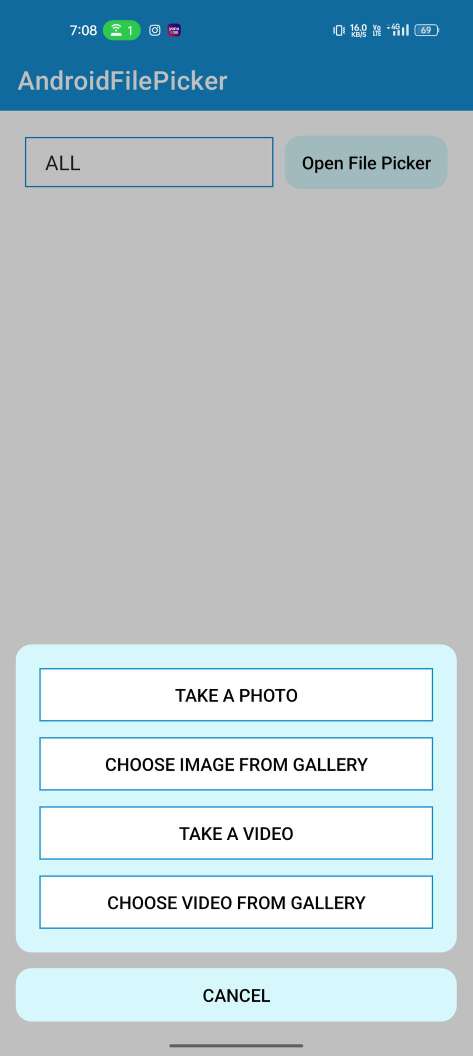 7:08 1 16.0 KB/S Vo LTE 4G 69
AndroidFilePicker
ALL Open File Picker
TAKE A PHOTO
CHOOSE IMAGE FROM GALLERY
TAKE A VIDEO
CHOOSE VIDEO FROM GALLERY
CANCEL